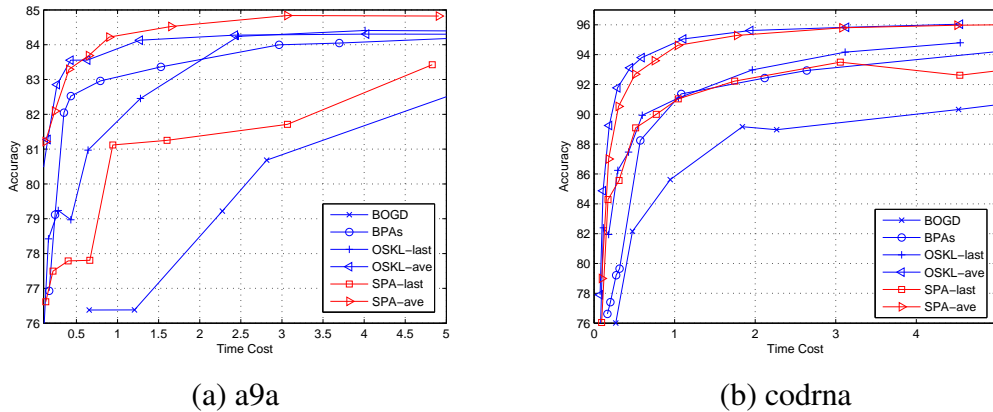 85
84
83
82
81
80
79
78
77
76
Accuracy
0.5 1 1.5 2 2.5 3 3.5 4 4.5 5
Time Cost
BOGD
BPAs
OSKL−last
OSKL−ave
SPA−last
SPA−ave
(a) a9a
96
94
92
90
88
86
84
82
80
78
76
Accuracy
0 1 2 3 4
Time Cost
BOGD
BPAs
OSKL−last
OSKL−ave
SPA−last
SPA−ave
(b) codrna